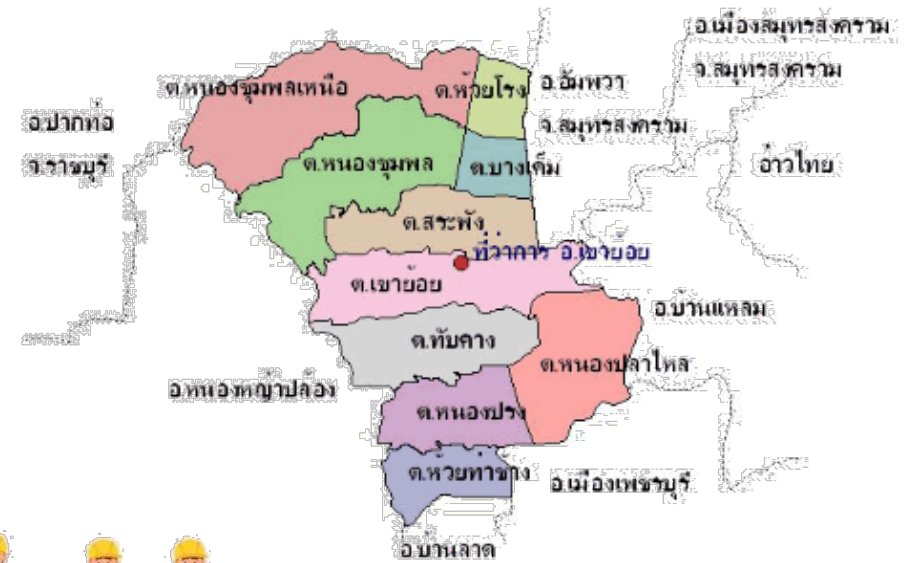 อ.เมืองสมุทรสงคราม
จ.สมุทรสงคราม
ต.หนองชุมพลเหนือ
ต.ห้วยโรง
อ.อัมพวา
จ.สมุทรสงคราม
อ.ปากท่อ
จ.ราชบุรี
ต.หนองชุมพล
ต.บางเค็ม
อ่าวไทย
ต.สระพัง
ที่ว่าการ อ.เขาย้อย
ต.เขาย้อย
อ.บ้านแหลม
ต.ทับคาง
ต.หนองปลาไหล
อ.หนองหญ้าปล้อง
ต.หนองปรง
ต.ห้วยท่าช้าง
อ.เมืองเพชรบุรี
อ.บ้านลาด